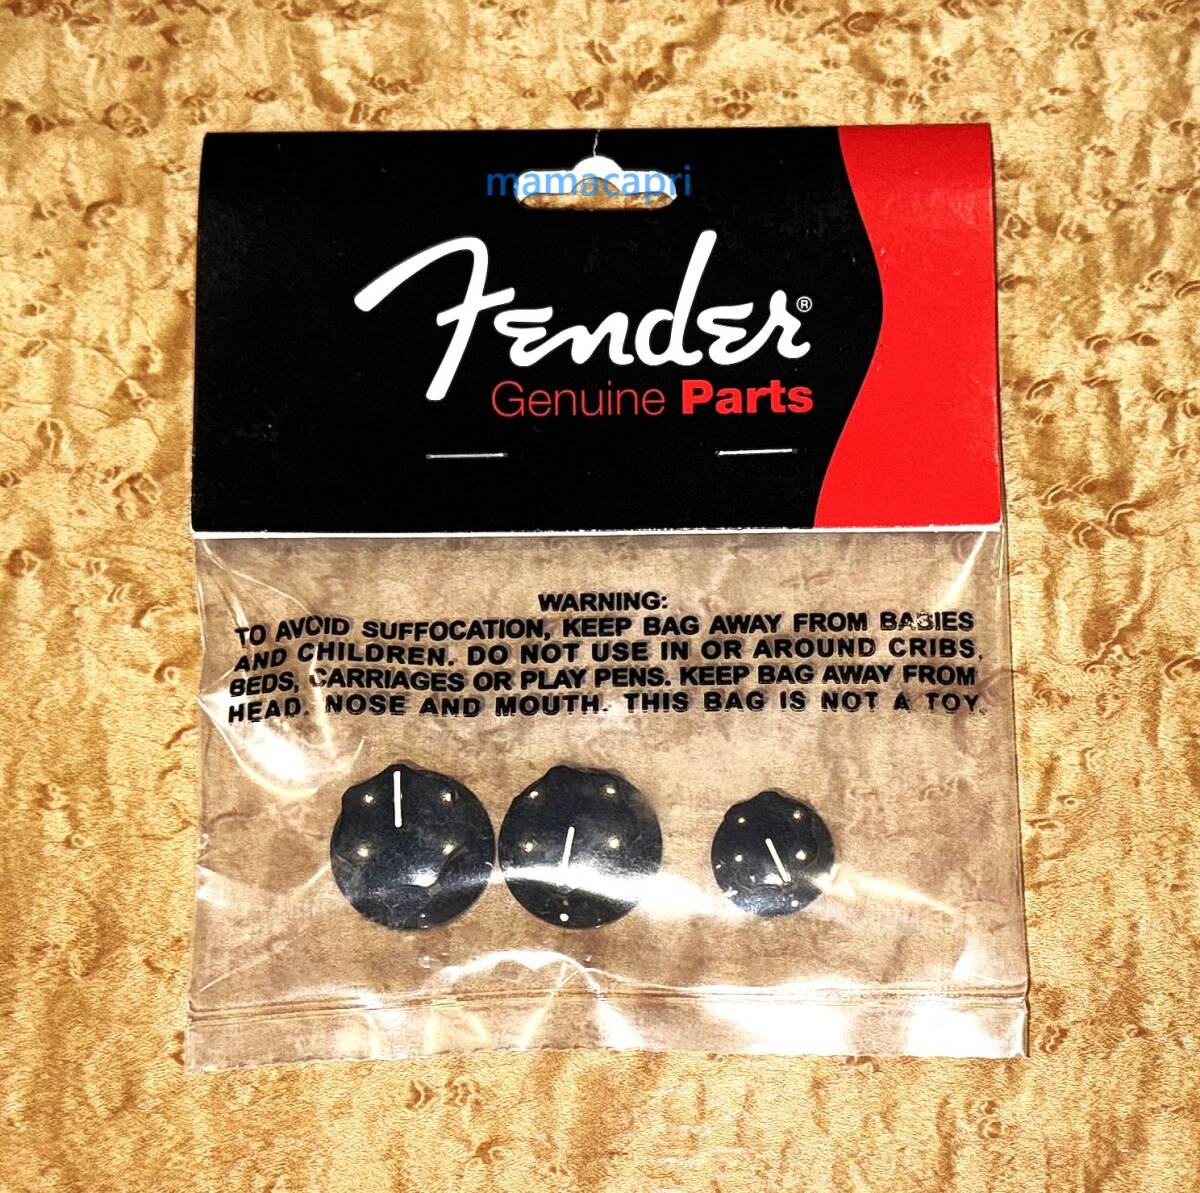 mamacapri
Fender®
Genuine Parts
WARNING:
TO AVOID SUFFOCATION, KEEP BAG AWAY FROM BABIES
AND CHILDREN. DO NOT USE IN OR AROUND CRIBS,
BEDS, CARRIAGES OR PLAY PENS. KEEP BAG AWAY FROM
HEAD, NOSE AND MOUTH. THIS BAG IS NOT A TOY.